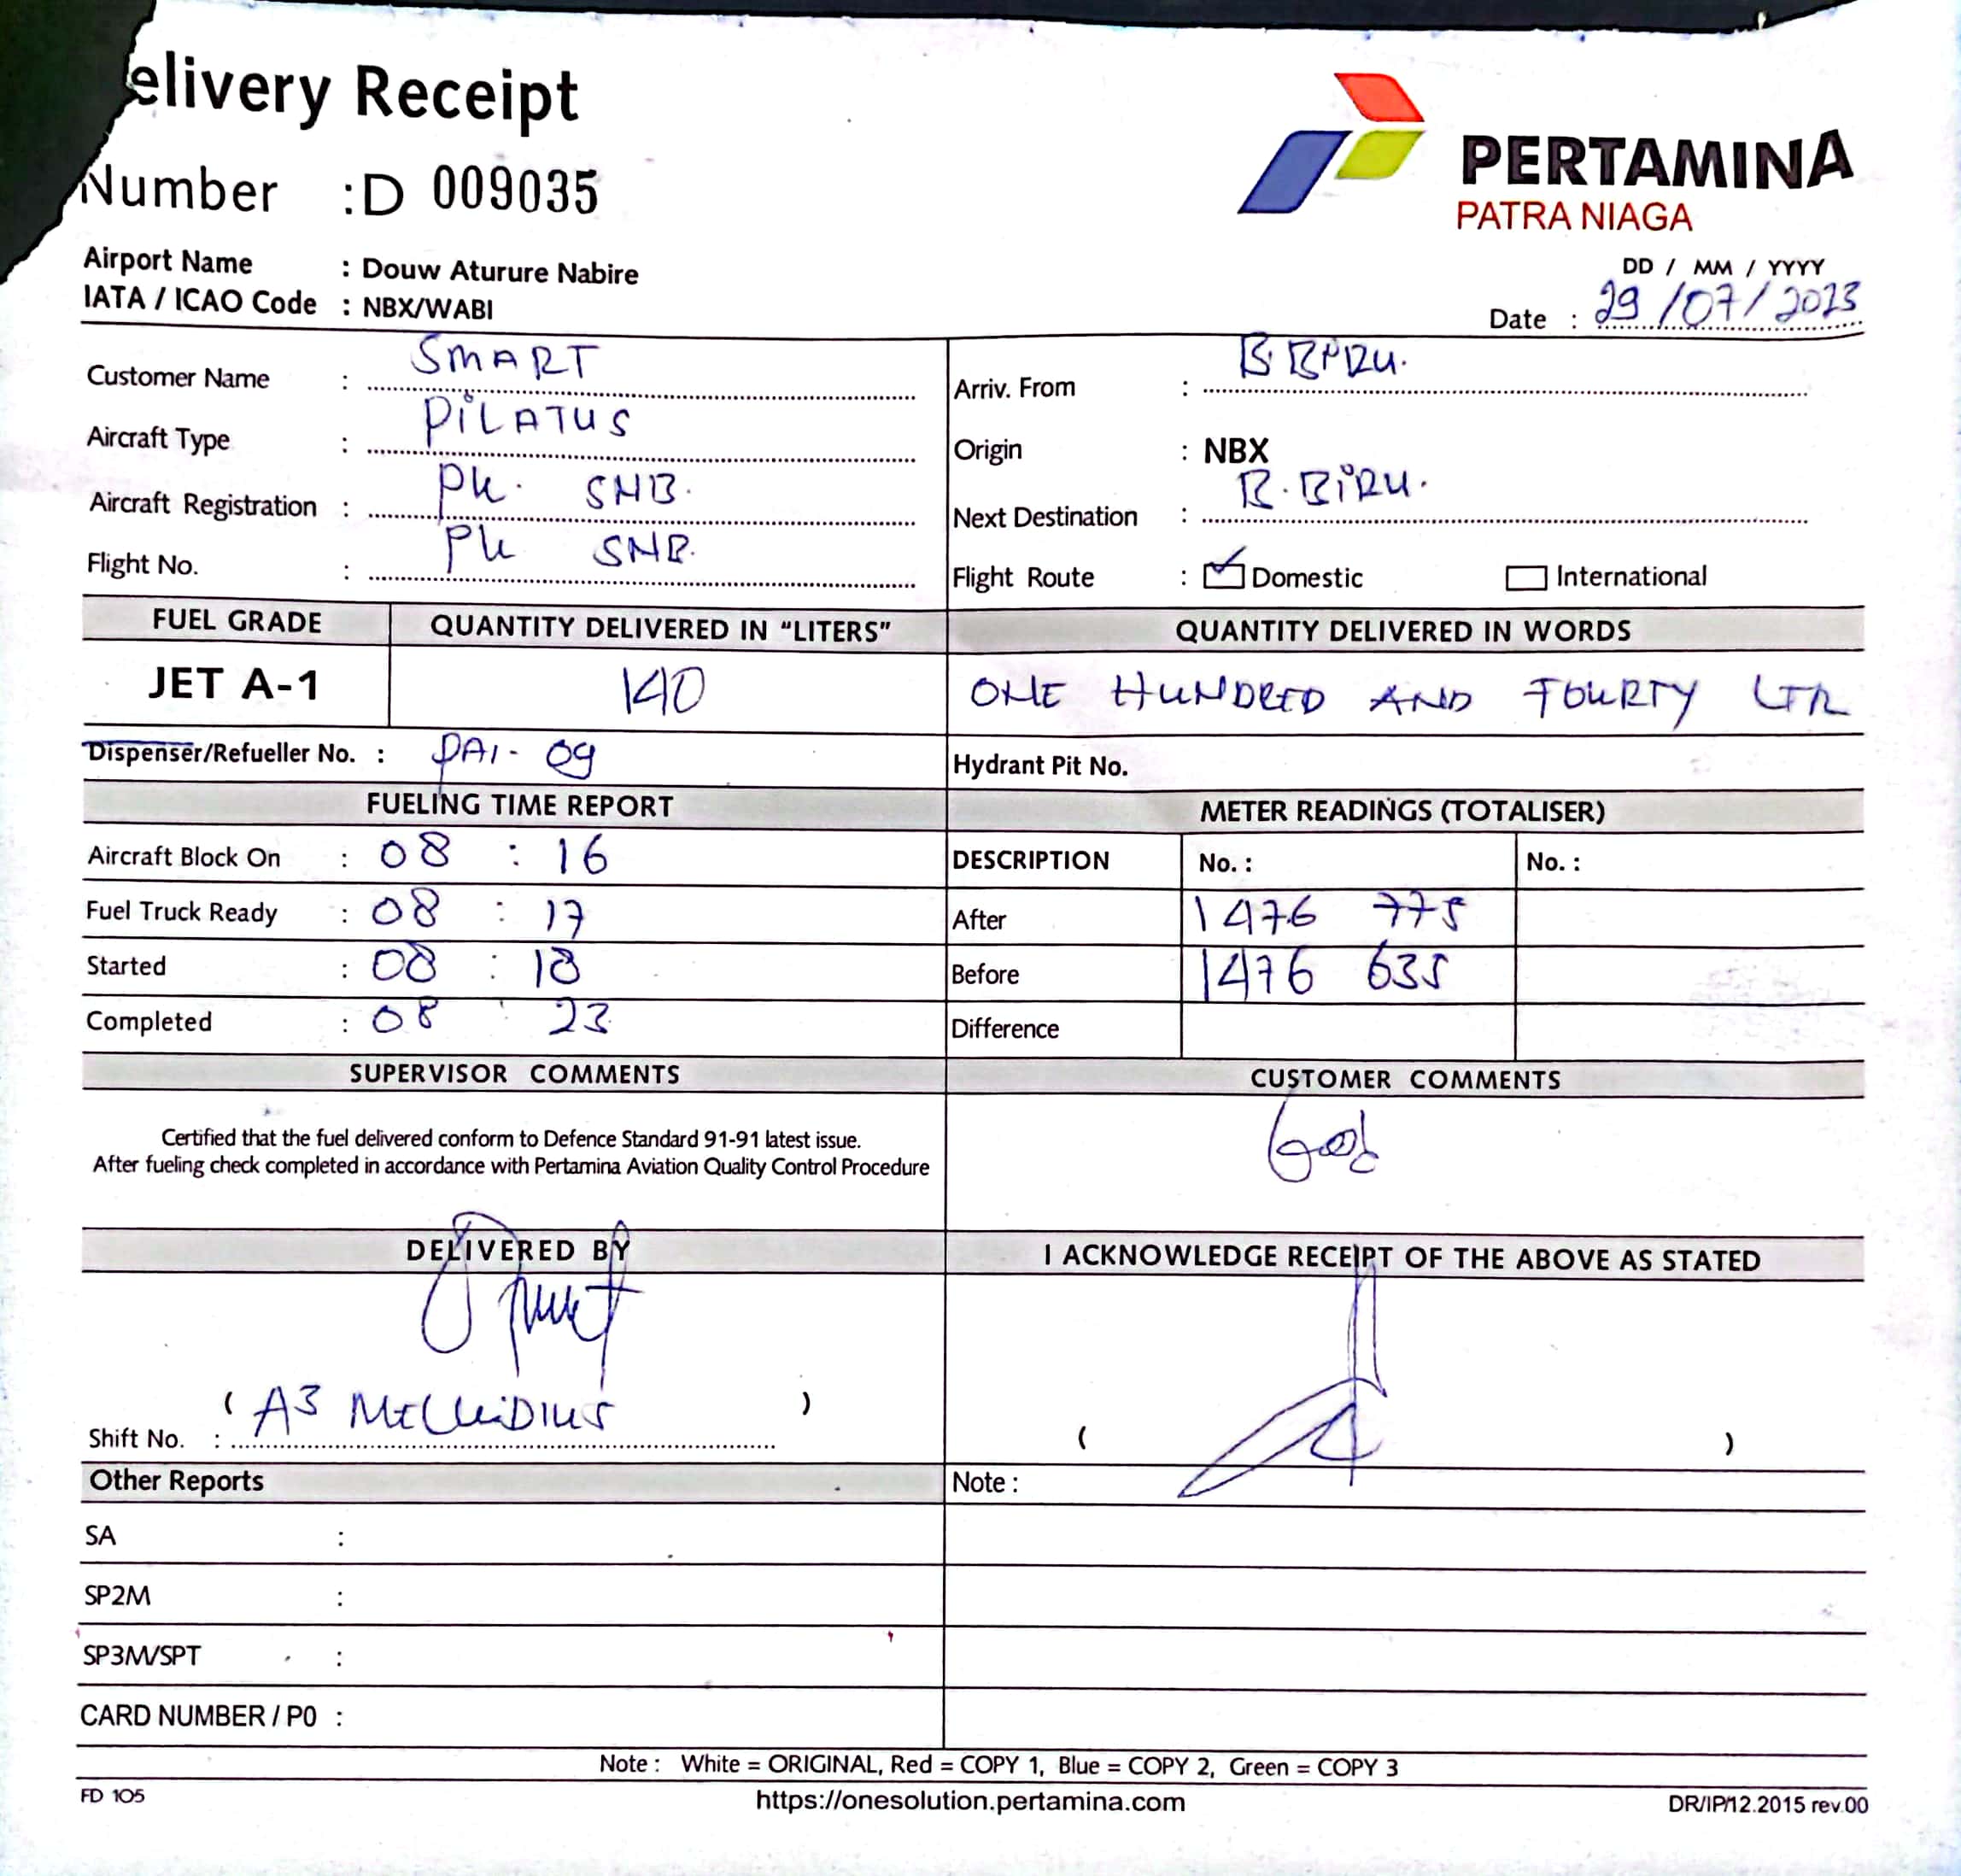 elivery Receipt
Number : D 009035
PERTAMINA
PATRA NIAGA
Airport Name : Douw Aturure Nabire
IATA / ICAO Code : NBX/WABI
DD / MM / YYYY
Date : 29/07/2023
Customer Name : SMART
Aircraft Type : PILATUS
Aircraft Registration : PK. SNB.
Flight No. : PK SNB.
Arriv. From : B. BIRU.
Origin : NBX
Next Destination : B. BIRU.
Flight Route : Domestic International
FUEL GRADE QUANTITY DELIVERED IN "LITERS" QUANTITY DELIVERED IN WORDS
JET A-1 140 ONE HUNDRED AND FOURTY LTR
Dispenser/Refueller No. : PAI - 09 Hydrant Pit No.
FUELING TIME REPORT
Aircraft Block On : 08 : 16
Fuel Truck Ready : 08 : 17
Started : 08 : 18
Completed : 08 : 23
METER READINGS (TOTALISER)
DESCRIPTION No. : No. :
After 1476 775
Before 1476 635
Difference
SUPERVISOR COMMENTS
Certified that the fuel delivered conform to Defence Standard 91-91 latest issue.
After fueling check completed in accordance with Pertamina Aviation Quality Control Procedure
CUSTOMER COMMENTS
Good
DELIVERED BY
( A3 )
Shift No. :
I ACKNOWLEDGE RECEIPT OF THE ABOVE AS STATED
( )
Other Reports
SA :
SP2M :
SP3M/SPT :
CARD NUMBER / P0 :
Note :
Note : White = ORIGINAL, Red = COPY 1, Blue = COPY 2, Green = COPY 3
FD 105 https://onesolution.pertamina.com DR/IP/12.2015 rev.00